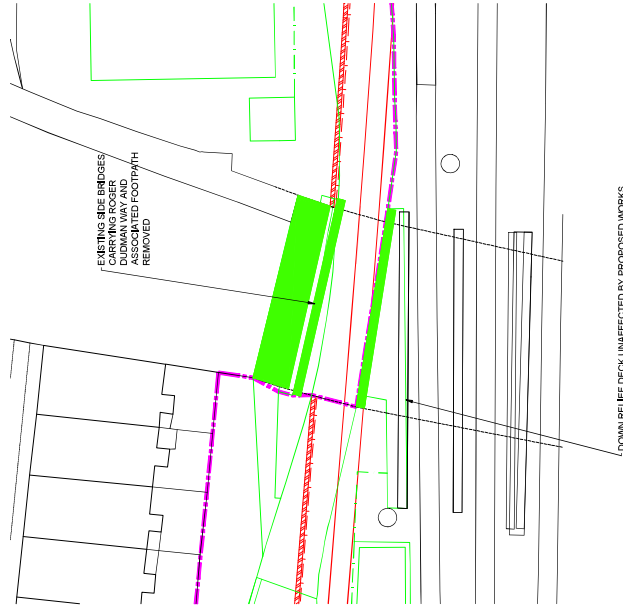 EXISTING SIDE BRIDGES
CARRYING ROGER
DUDMAN WAY AND
ASSOCIATED FOOTPATH
REMOVED
DOWN RELIEF DECK UNAFFECTED BY PROPOSED WORKS